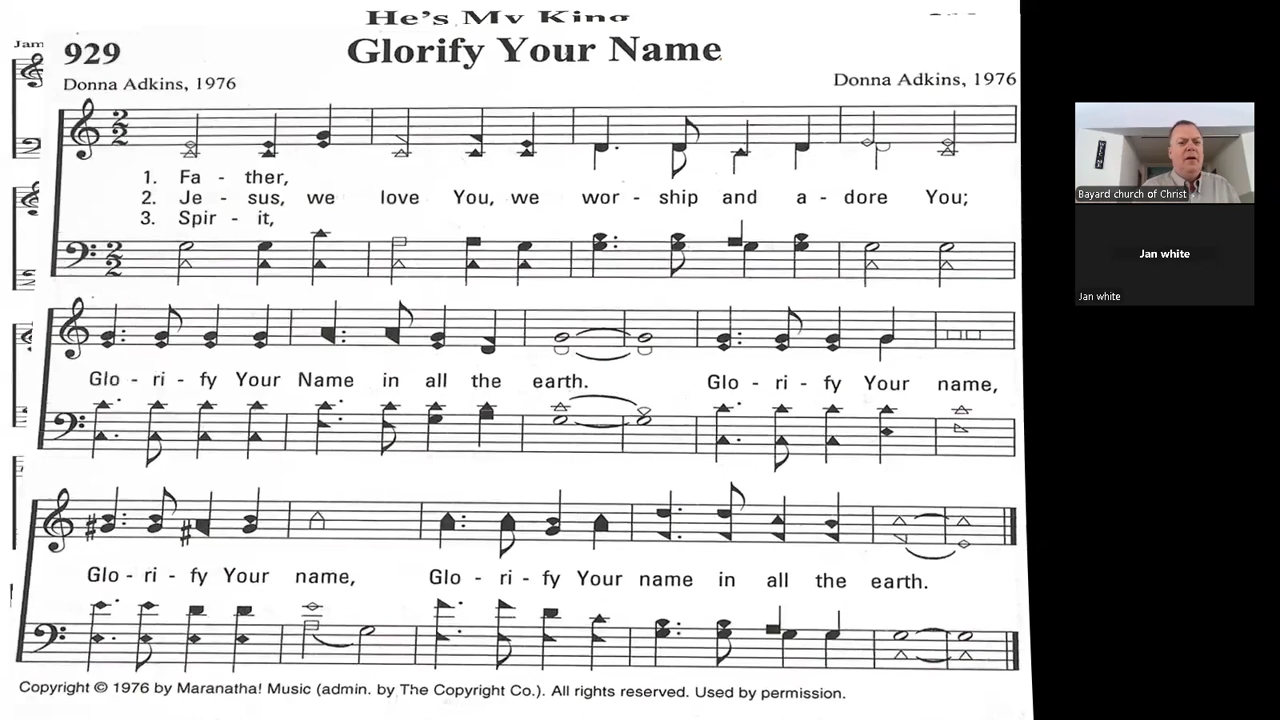 He's My King
Jam
929
Glorify Your Name
Donna Adkins, 1976
Donna Adkins, 1976
1. Fa - ther,
2. Je - sus, we love You, we wor - ship and a - dore You;
3. Spir - it,
Glo - ri - fy Your Name in all the earth. Glo - ri - fy Your name,
Glo - ri - fy Your name, Glo - ri - fy Your name in all the earth.
Copyright © 1976 by Maranatha! Music (admin. by The Copyright Co.). All rights reserved. Used by permission.
Bayard church of Christ
Jan white
Jan white